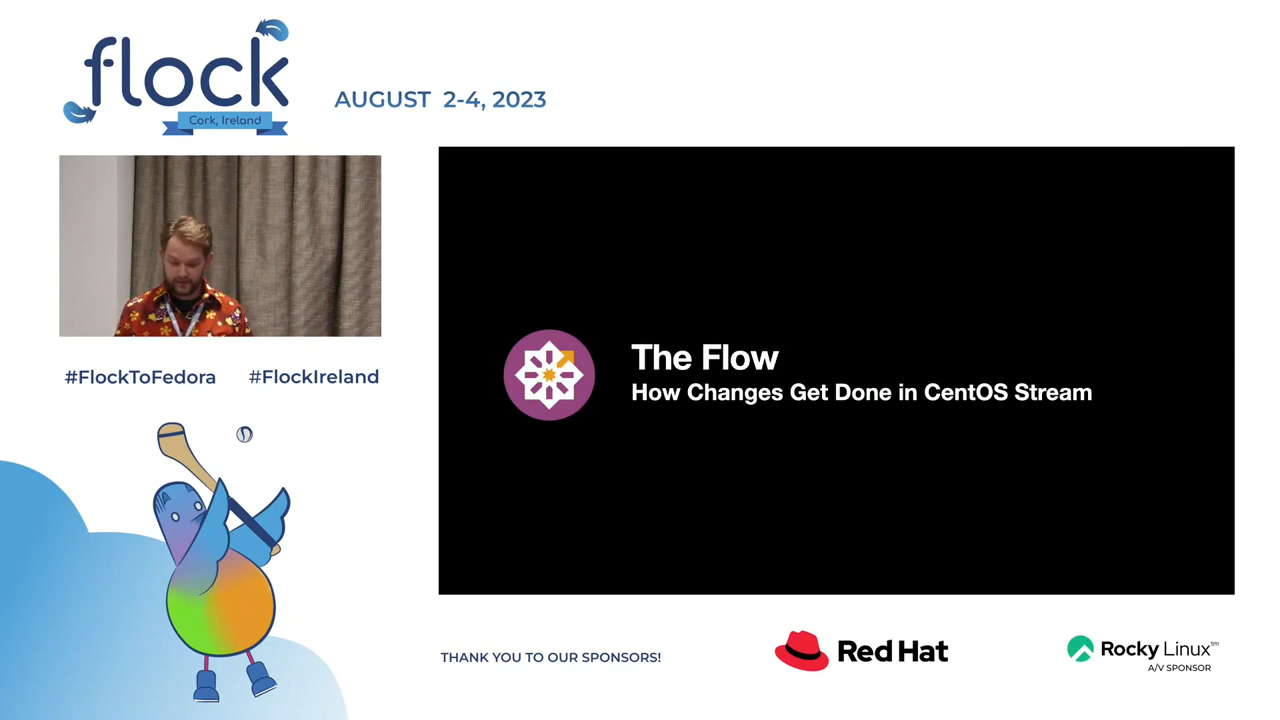 flock
Cork, Ireland
AUGUST 2-4, 2023
#FlockToFedora #FlockIreland
The Flow
How Changes Get Done in CentOS Stream
THANK YOU TO OUR SPONSORS!
Red Hat
Rocky Linux™
A/V SPONSOR